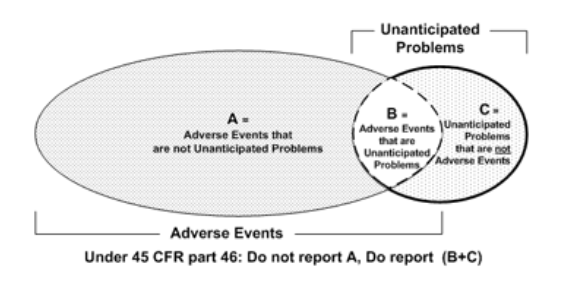 Unanticipated
Problems
A =
Adverse Events that
are not Unanticipated Problems
B =
Adverse Events
that are
Unanticipated
Problems
C =
Unanticipated
Problems
that are not
Adverse Events
Adverse Events
Under 45 CFR part 46: Do not report A, Do report (B+C)